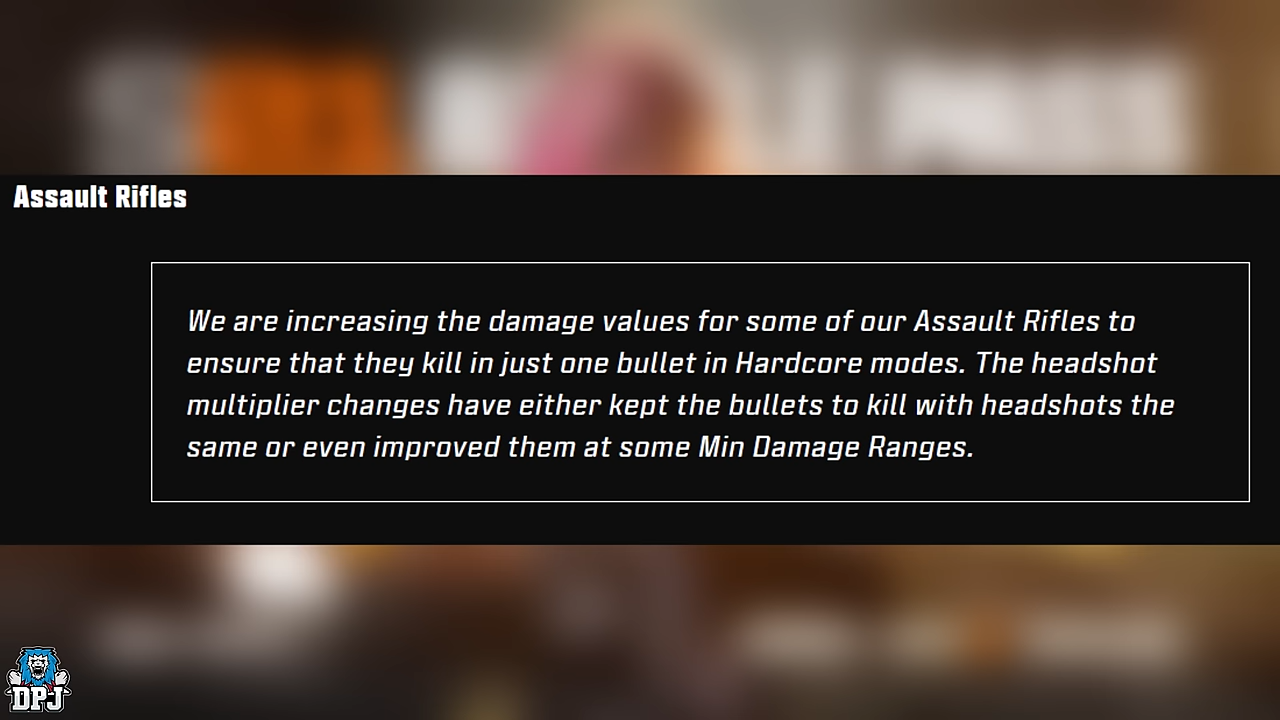 Assault Rifles
We are increasing the damage values for some of our Assault Rifles to
ensure that they kill in just one bullet in Hardcore modes. The headshot
multiplier changes have either kept the bullets to kill with headshots the
same or even improved them at some Min Damage Ranges.
DPJ